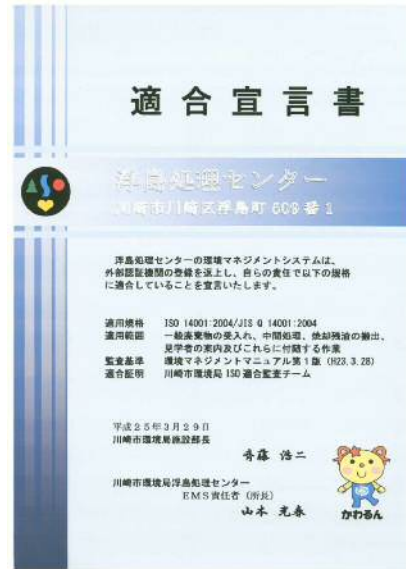 適合宣言書
浮島処理センター
川崎市川崎区浮島町 509 番 1
浮島処理センターの環境マネジメントシステムは、
外部認証機関の登録を返上し、自らの責任で以下の規格
に適合していることを宣言いたします。
適用規格 ISO 14001:2004/JIS Q 14001:2004
適用範囲 一般廃棄物の受入れ、中間処理、焼却残渣の搬出、
見学者の案内及びこれらに付随する作業
監査基準 環境マネジメントマニュアル第1版 (H23.3.28)
適合証明 川崎市環境局 ISO 適合監査チーム
平成25年3月29日
川崎市環境局施設部長
斉藤 浩二
川崎市環境局浮島処理センター
EMS責任者 (所長)
山本 克春
かわるん